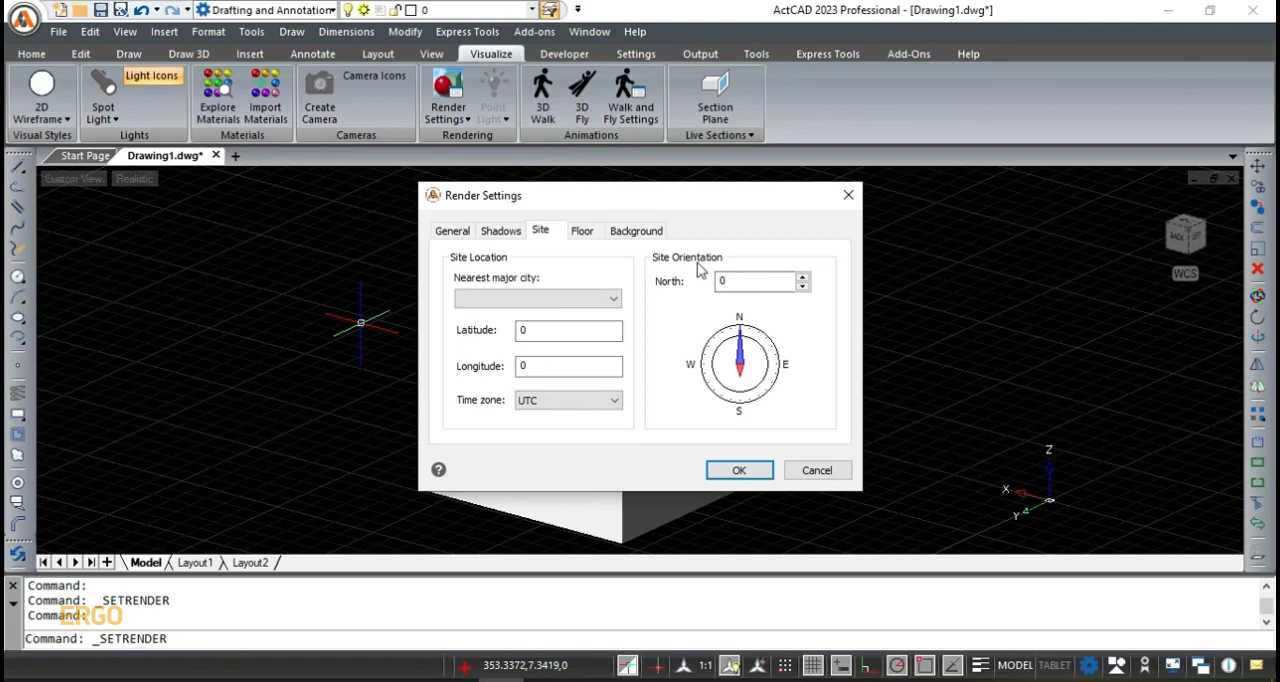 Drafting and Annotation
0
ActCAD 2023 Professional - [Drawing1.dwg*]
File Edit View Insert Format Tools Draw Dimensions Modify Express Tools Add-ons Window Help
Home Edit Draw Draw 3D Insert Annotate Layout View Visualize Developer Settings Output Tools Express Tools Add-Ons Help
Light Icons
Camera Icons
2D Wireframe
Spot Light
Explore Materials
Import Materials
Create Camera
Render Settings
Point Light
3D Walk
3D Fly
Walk and Fly Settings
Section Plane
Visual Styles
Lights
Materials
Cameras
Rendering
Animations
Live Sections
Start Page
Drawing1.dwg*
Custom View
Realistic
Render Settings
General Shadows Site Floor Background
Site Location
Nearest major city:
Latitude: 0
Longitude: 0
Time zone: UTC
Site Orientation
North: 0
N
W
E
S
OK
Cancel
BACK
LEFT
WCS
Z
X
Y
Model
Layout1
Layout2
Command:
Command: _SETRENDER
Command:
ERGO
Command: _SETRENDER
353.3372,7.3419,0
1:1
MODEL
TABLET